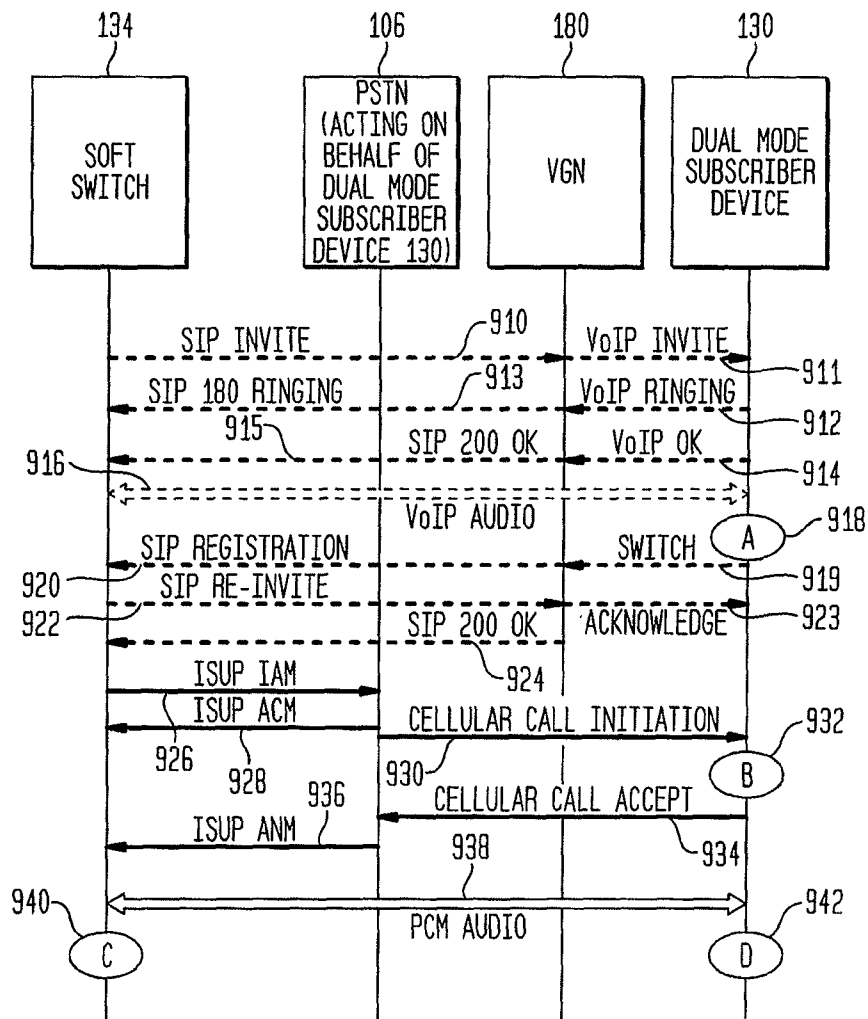 134
106
180
130
SOFT
SWITCH
PSTN
(ACTING ON
BEHALF OF
DUAL MODE
SUBSCRIBER
DEVICE 130)
VGN
DUAL MODE
SUBSCRIBER
DEVICE
SIP INVITE
910
VoIP INVITE
911
SIP 180 RINGING
913
VoIP RINGING
912
915
SIP 200 OK
VoIP OK
914
916
VoIP AUDIO
A
918
SIP REGISTRATION
920
SWITCH
919
SIP RE-INVITE
922
ACKNOWLEDGE
923
SIP 200 OK
924
ISUP IAM
926
ISUP ACM
928
CELLULAR CALL INITIATION
930
932
B
CELLULAR CALL ACCEPT
934
ISUP ANM
936
938
PCM AUDIO
940
C
942
D